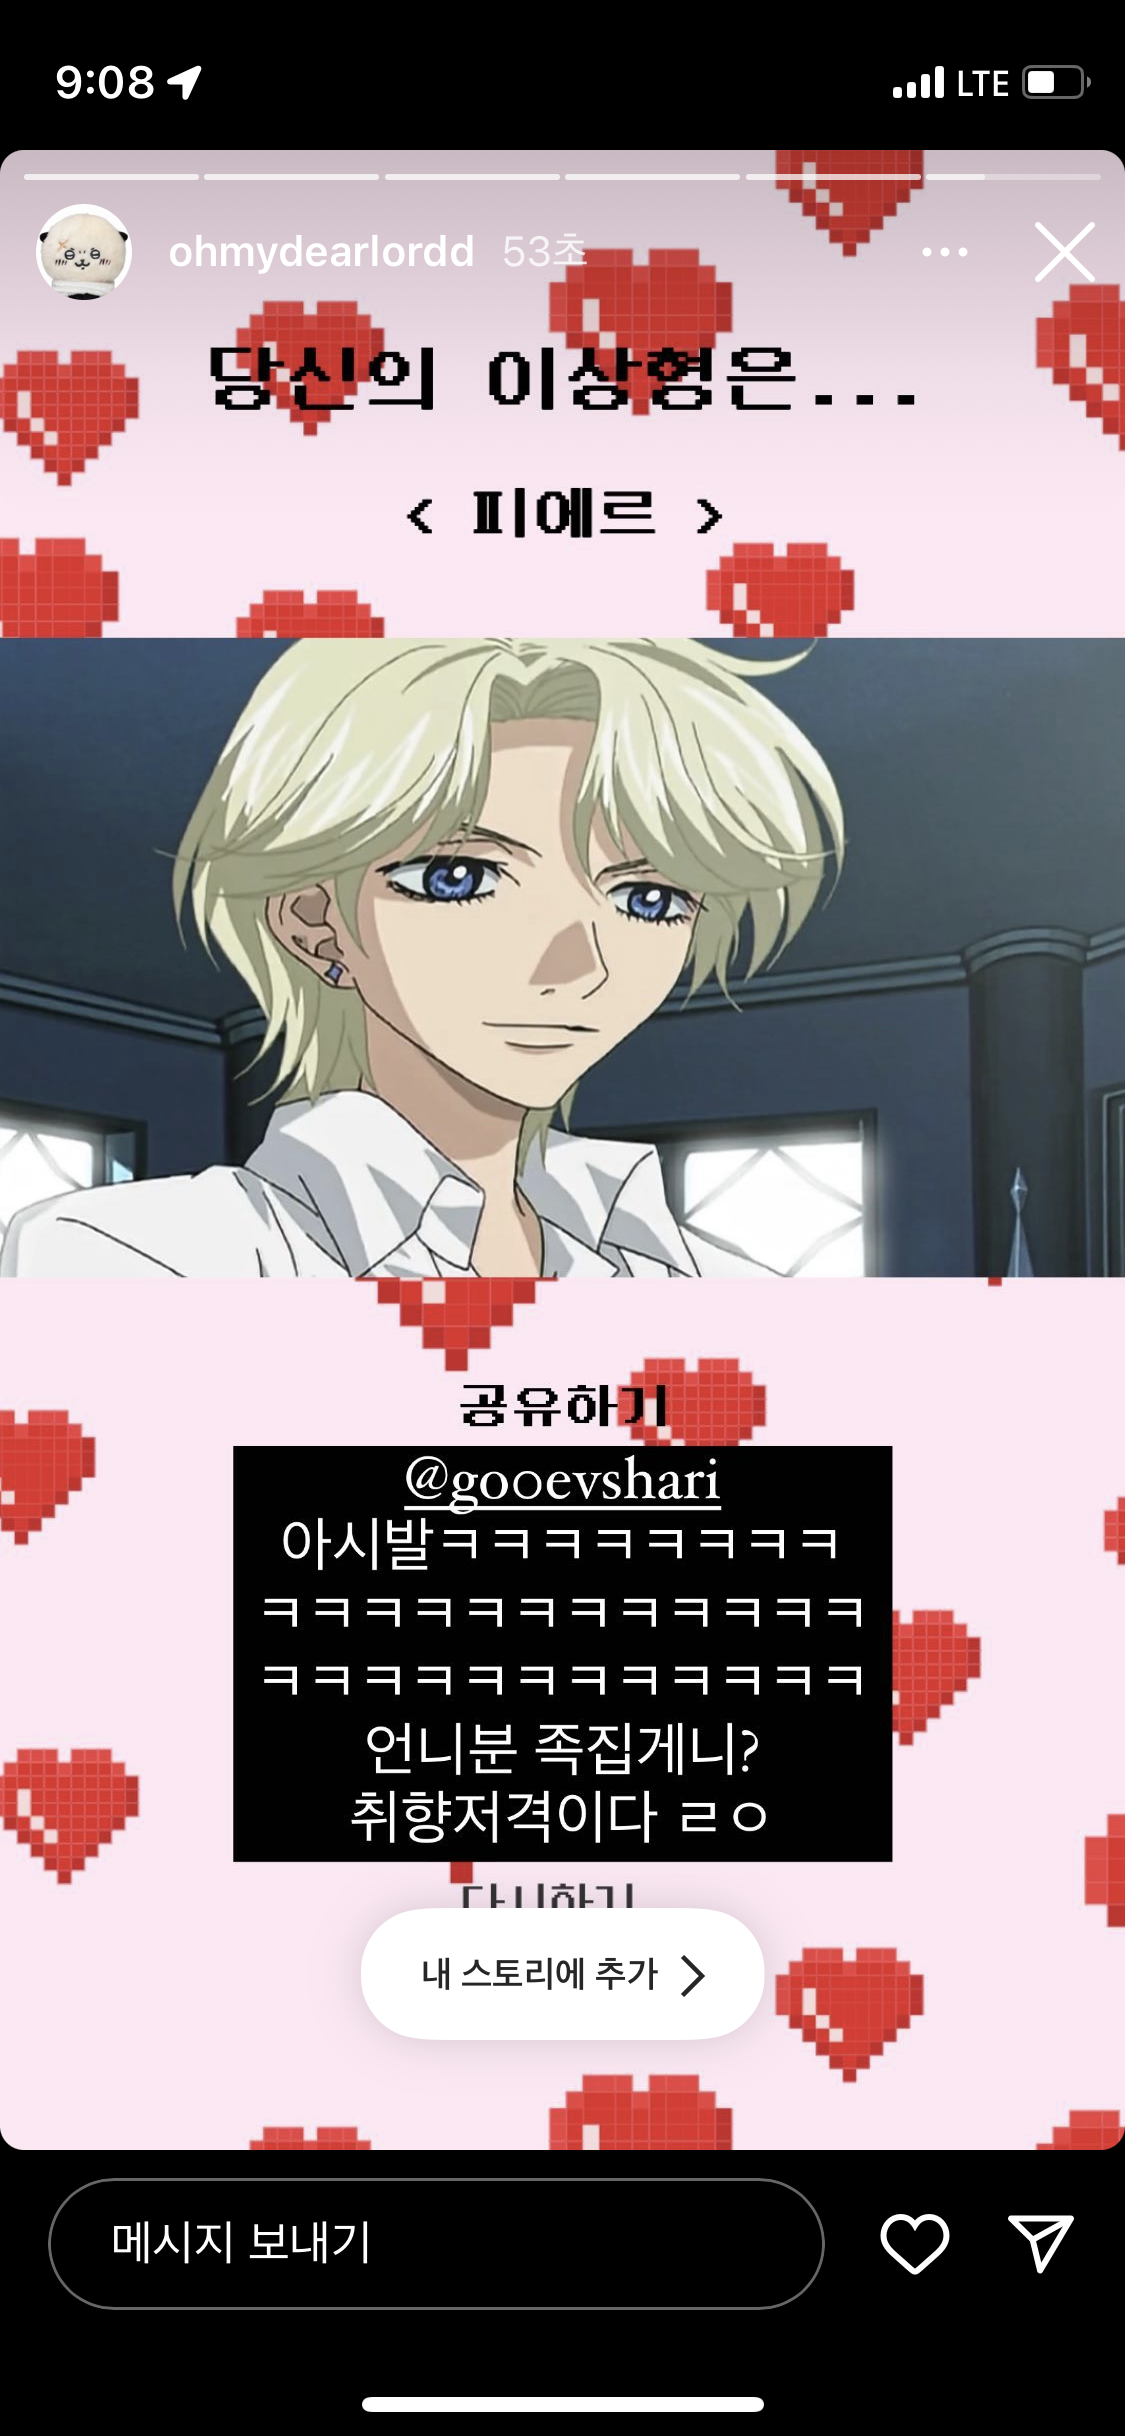 9:08
LTE
ohmydearlordd 53초
당신의 이상형은...
< 피에르 >
공유하기
@gooevshari
아시발ㅋㅋㅋㅋㅋㅋㅋㅋ
ㅋㅋㅋㅋㅋㅋㅋㅋㅋㅋㅋㅋ
ㅋㅋㅋㅋㅋㅋㅋㅋㅋㅋㅋㅋ
언니분 족집게니?
취향저격이다 ㄹㅇ
내 스토리에 추가
메시지 보내기